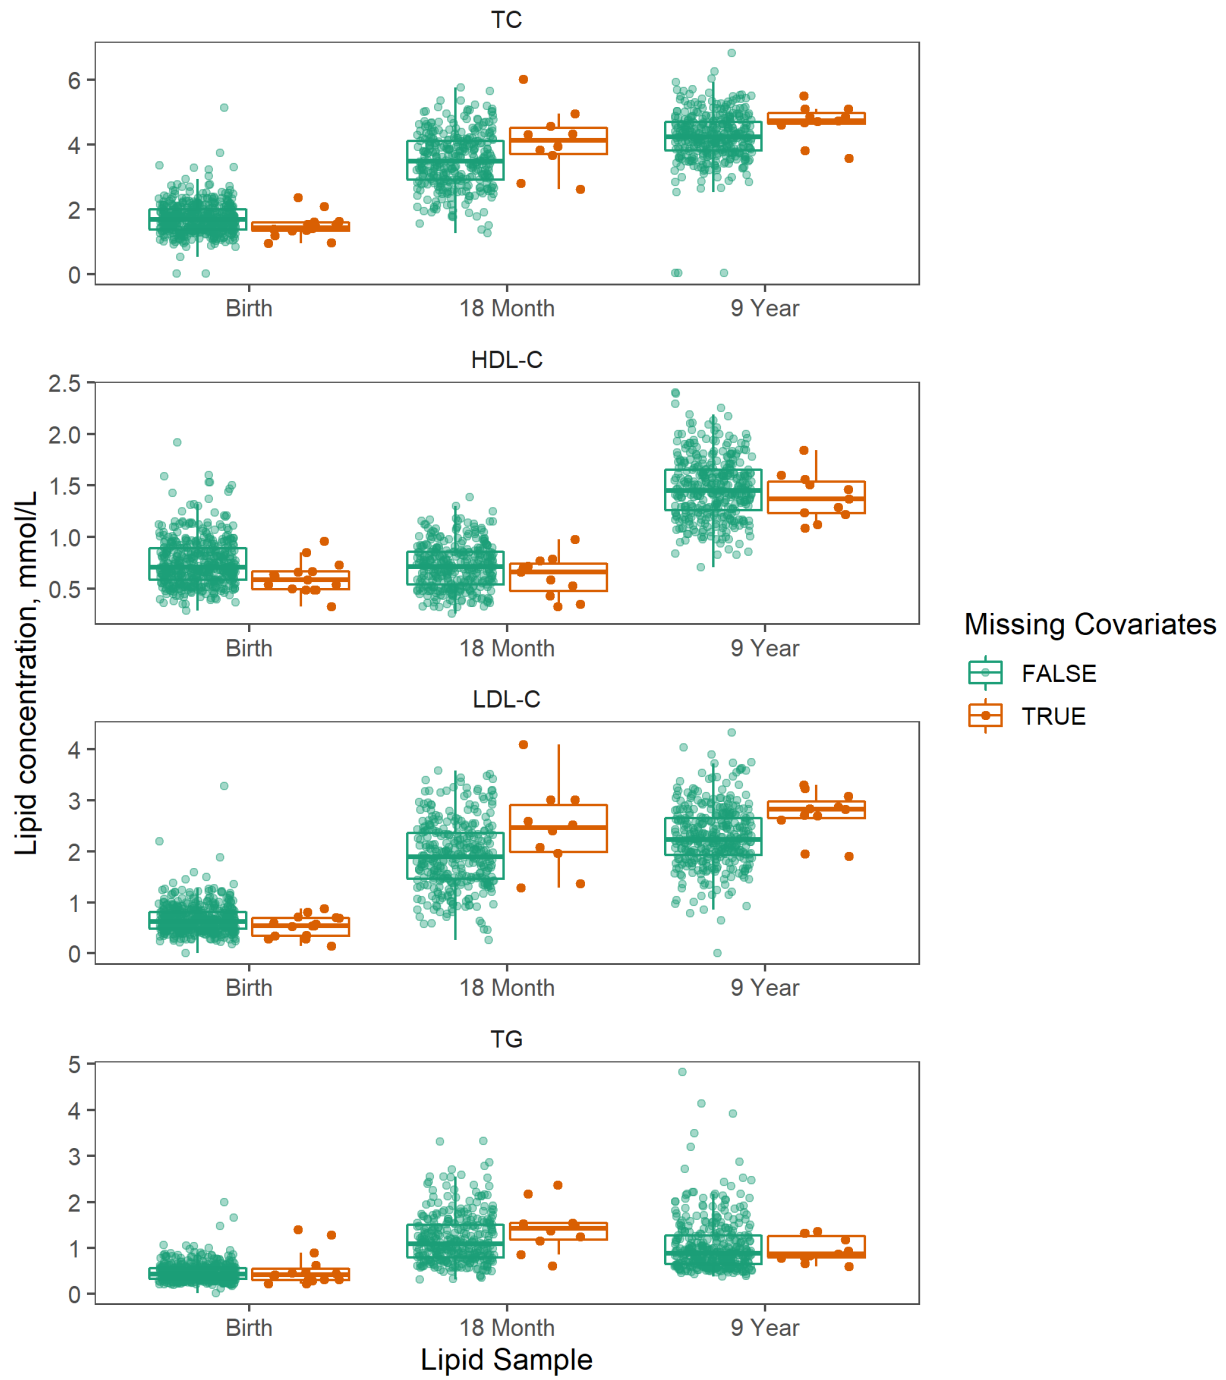 TC
6
4
2
0
Birth 18 Month 9 Year
HDL-C
2.5
2.0
1.5
1.0
0.5
Birth 18 Month 9 Year
LDL-C
4
3
2
1
0
Birth 18 Month 9 Year
TG
5
4
3
2
1
0
Birth 18 Month 9 Year
Lipid Sample
Lipid concentration, mmol/L
Missing Covariates
FALSE
TRUE